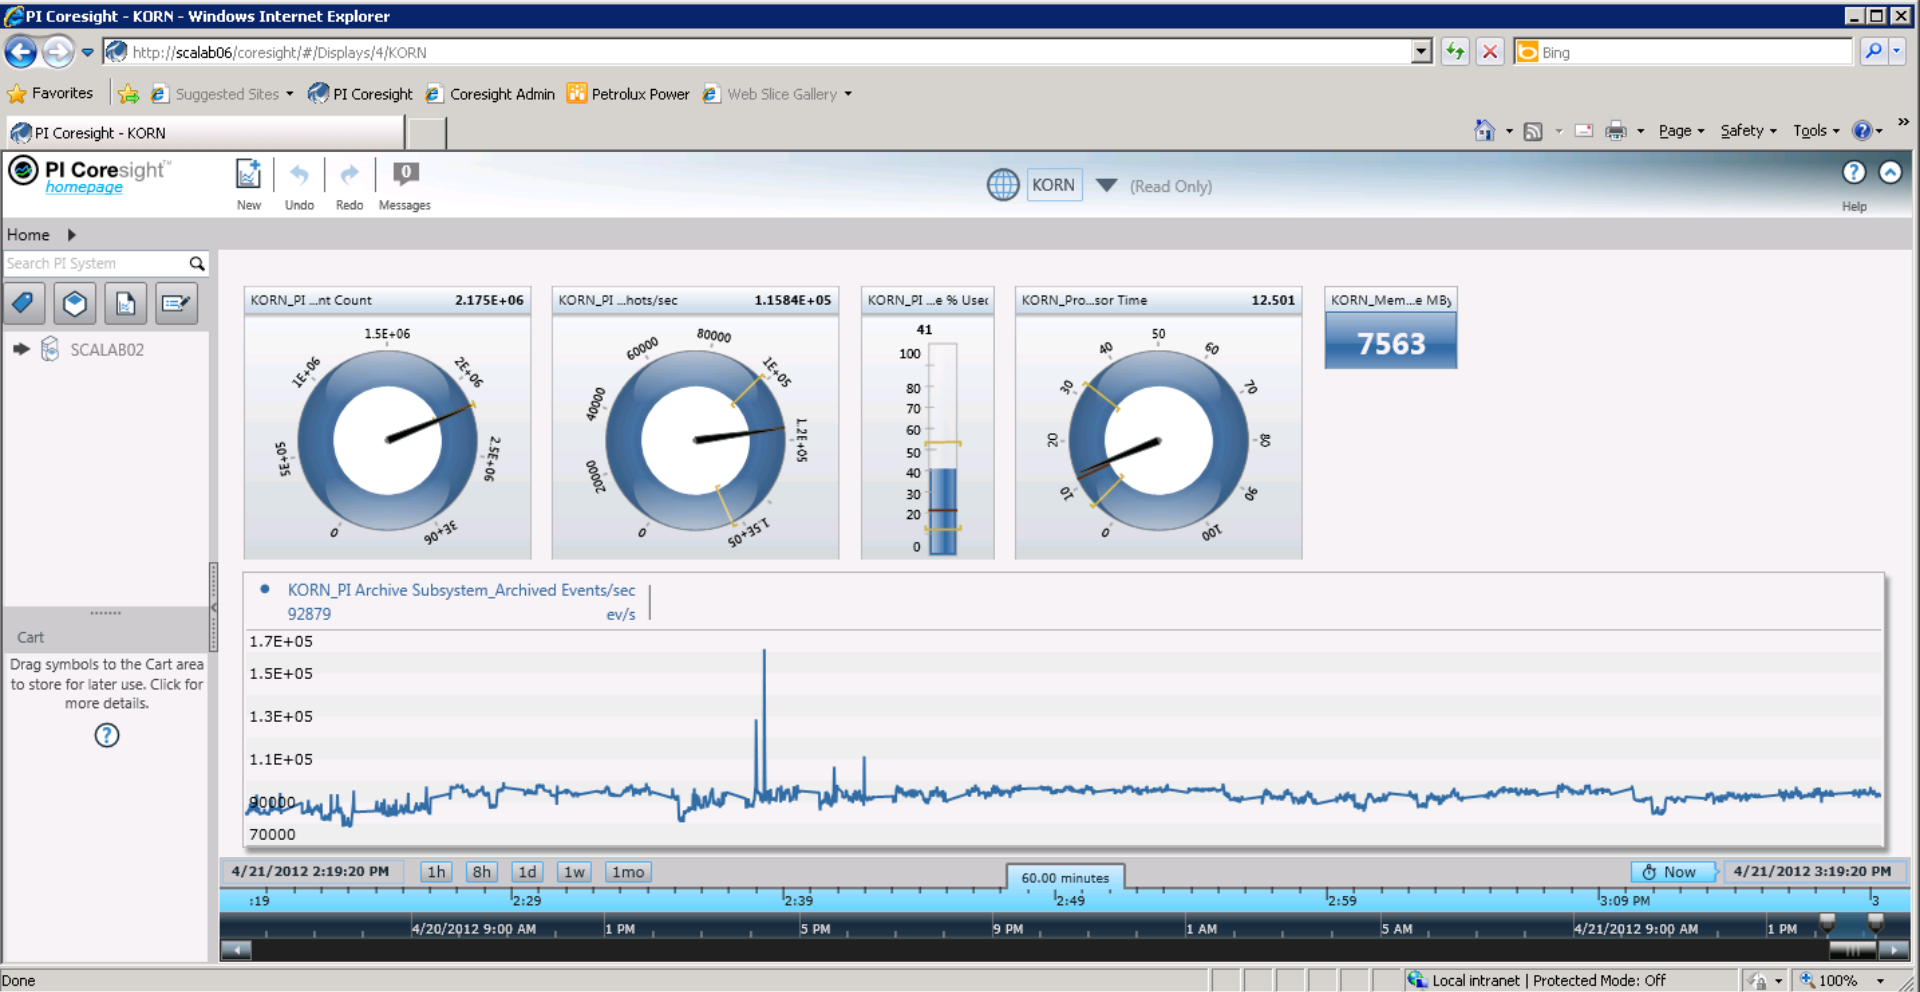 PI Coresight - KORN - Windows Internet Explorer
http://scalab06/coresight/#/Displays/4/KORN
Bing
Favorites
Suggested Sites
PI Coresight
Coresight Admin
Petrolux Power
Web Slice Gallery
PI Coresight - KORN
Page
Safety
Tools
»
PI Coresight™
homepage
New
Undo
Redo
0
Messages
KORN
(Read Only)
?
Help
Home
Search PI System
SCALAB02
Cart
Drag symbols to the Cart area
to store for later use. Click for
more details.
?
KORN_PI ...nt Count 2.175E+06
0
5E+05
1E+06
1.5E+06
2E+06
2.5E+06
3E+06
KORN_PI ...hots/sec 1.1584E+05
0
20000
40000
60000
80000
1E+05
1.2E+05
1.5E+05
KORN_PI ...e % Used
41
100
80
70
60
50
40
30
20
0
KORN_Pro...sor Time 12.501
0
10
20
30
40
50
60
70
80
90
100
KORN_Mem...e MBy
7563
KORN_PI Archive Subsystem_Archived Events/sec
92879 ev/s
1.7E+05
1.5E+05
1.3E+05
1.1E+05
90000
70000
4/21/2012 2:19:20 PM
1h
8h
1d
1w
1mo
60.00 minutes
Now
4/21/2012 3:19:20 PM
:19
2:29
2:39
2:49
2:59
3:09 PM
3
4/20/2012 9:00 AM
1 PM
5 PM
9 PM
1 AM
5 AM
4/21/2012 9:00 AM
1 PM
Done
Local intranet | Protected Mode: Off
100%